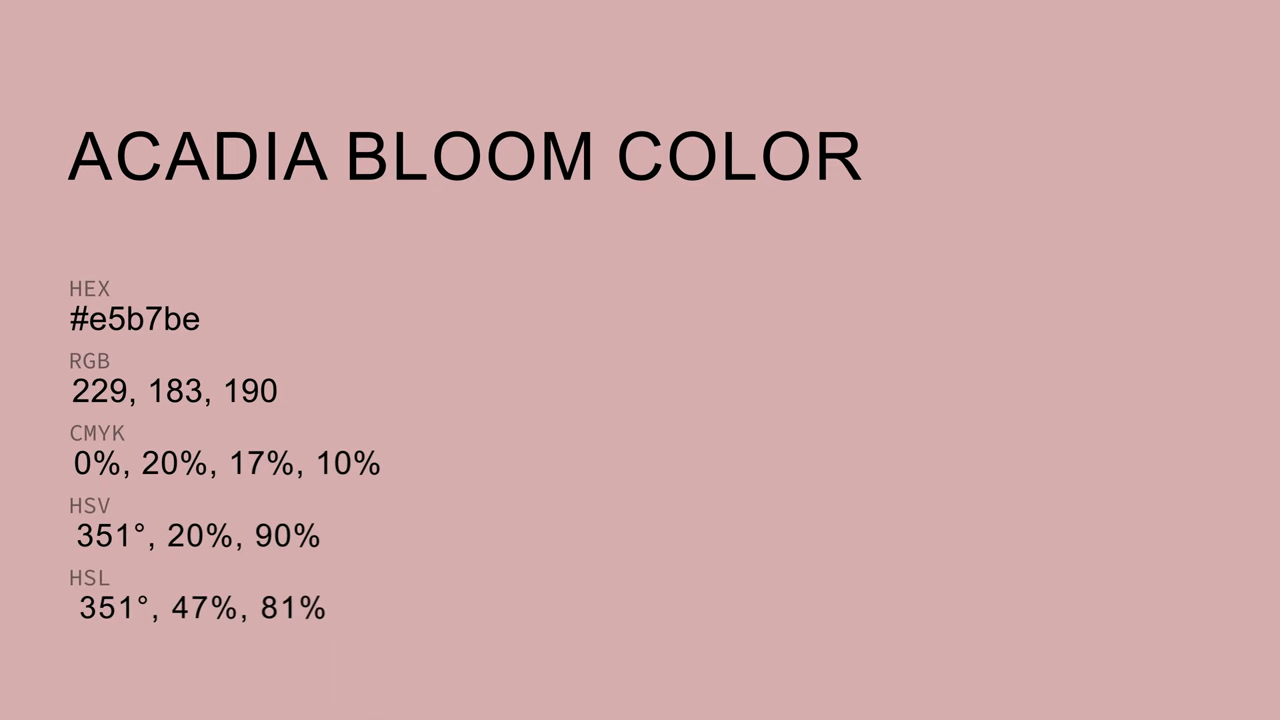 ACADIA BLOOM COLOR
HEX
#e5b7be
RGB
229, 183, 190
CMYK
0%, 20%, 17%, 10%
HSV
351°, 20%, 90%
HSL
351°, 47%, 81%